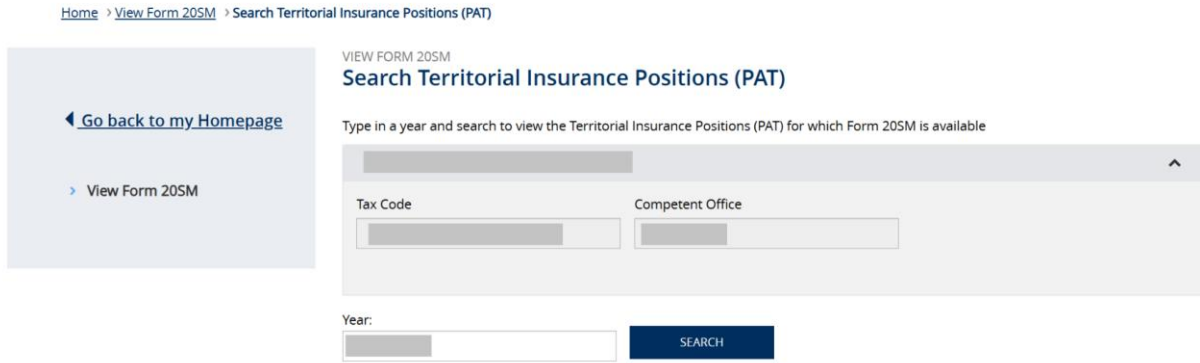 Home > View Form 20SM > Search Territorial Insurance Positions (PAT)
VIEW FORM 20SM
Search Territorial Insurance Positions (PAT)
Go back to my Homepage
Type in a year and search to view the Territorial Insurance Positions (PAT) for which Form 20SM is available
> View Form 20SM
Tax Code Competent Office
Year:
SEARCH